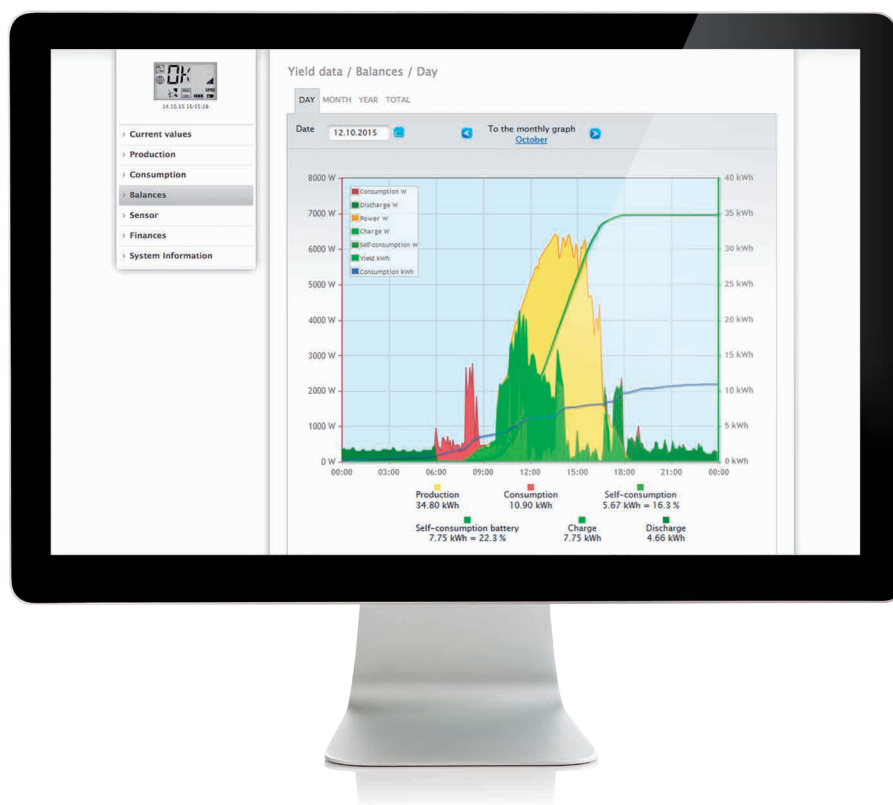 OK
14.10.15 16:55:28
Current values
Production
Consumption
Balances
Sensor
Finances
System Information
Yield data / Balances / Day
DAY MONTH YEAR TOTAL
Date 12.10.2015
To the monthly graph
October
8000 W
7000 W
6000 W
5000 W
4000 W
3000 W
2000 W
1000 W
0 W
Consumption W
Discharge W
Power W
Charge W
Self-consumption W
Yield kWh
Consumption kWh
40 kWh
35 kWh
30 kWh
25 kWh
20 kWh
15 kWh
10 kWh
5 kWh
0 kWh
00:00 03:00 06:00 09:00 12:00 15:00 18:00 21:00 00:00
Production
34.80 kWh
Consumption
10.90 kWh
Self-consumption
5.67 kWh = 16.3 %
Self-consumption battery
7.75 kWh = 22.3 %
Charge
7.75 kWh
Discharge
4.66 kWh